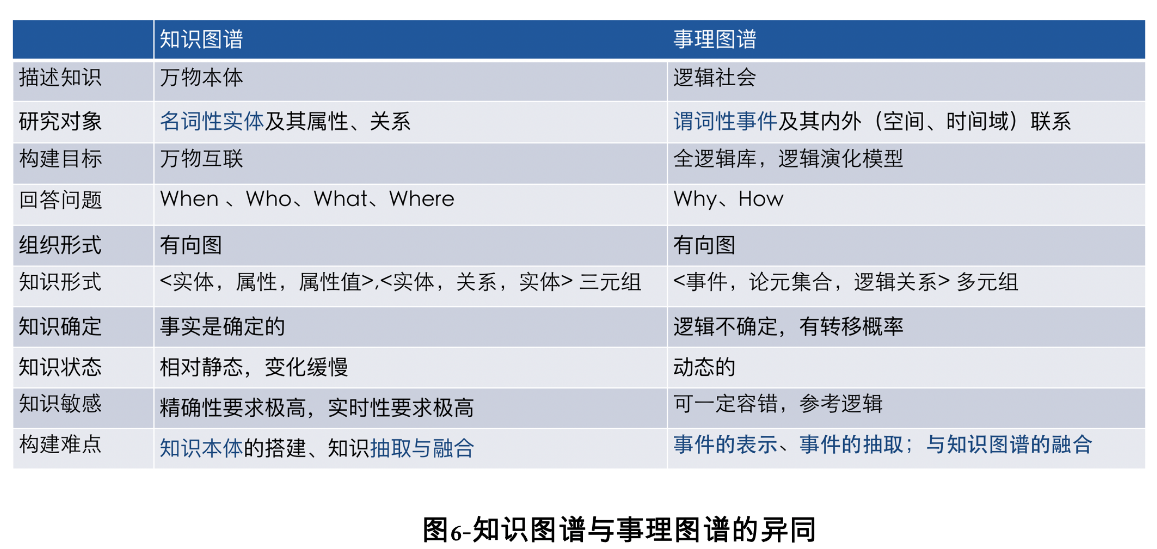 知识图谱 事理图谱
描述知识 万物本体 逻辑社会
研究对象 名词性实体及其属性、关系 谓词性事件及其内外（空间、时间域）联系
构建目标 万物互联 全逻辑库，逻辑演化模型
回答问题 When 、Who、What、Where Why、How
组织形式 有向图 有向图
知识形式 <实体，属性，属性值>,<实体，关系，实体> 三元组 <事件，论元集合，逻辑关系> 多元组
知识确定 事实是确定的 逻辑不确定，有转移概率
知识状态 相对静态，变化缓慢 动态的
知识敏感 精确性要求极高，实时性要求极高 可一定容错，参考逻辑
构建难点 知识本体的搭建、知识抽取与融合 事件的表示、事件的抽取；与知识图谱的融合
图6-知识图谱与事理图谱的异同